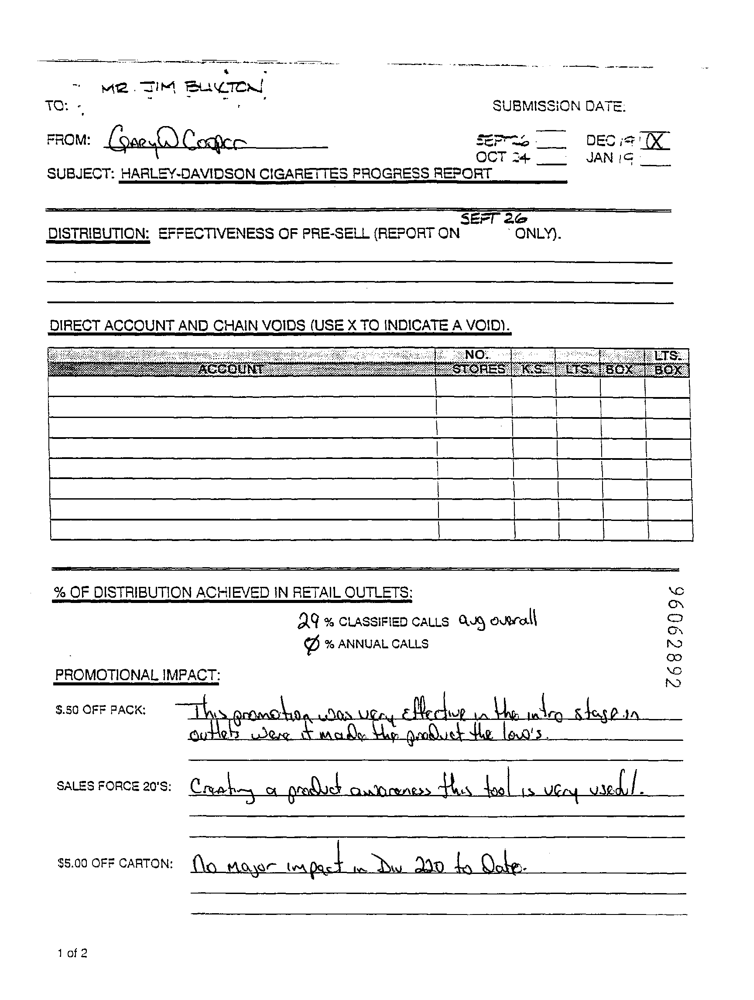 MR. JIM BUXTON
TO:
SUBMISSION DATE:
FROM: Gary W Cooper
SEPT 26 DEC 19 X
OCT 24 JAN 19
SUBJECT: HARLEY-DAVIDSON CIGARETTES PROGRESS REPORT
SEPT 26
DISTRIBUTION: EFFECTIVENESS OF PRE-SELL (REPORT ON ONLY).
DIRECT ACCOUNT AND CHAIN VOIDS (USE X TO INDICATE A VOID).
NO. LTS.
ACCOUNT STORES K.S. LTS. BOX BOX
% OF DISTRIBUTION ACHIEVED IN RETAIL OUTLETS:
29 % CLASSIFIED CALLS avg overall
0 % ANNUAL CALLS
96062892
PROMOTIONAL IMPACT:
$.50 OFF PACK: This promotion was very effective in the intro stage in
outlets were it made the product the low's.
SALES FORCE 20'S: Creating a product awareness this tool is very useful.
$5.00 OFF CARTON: No major impact in Div 220 to Date.
1 of 2